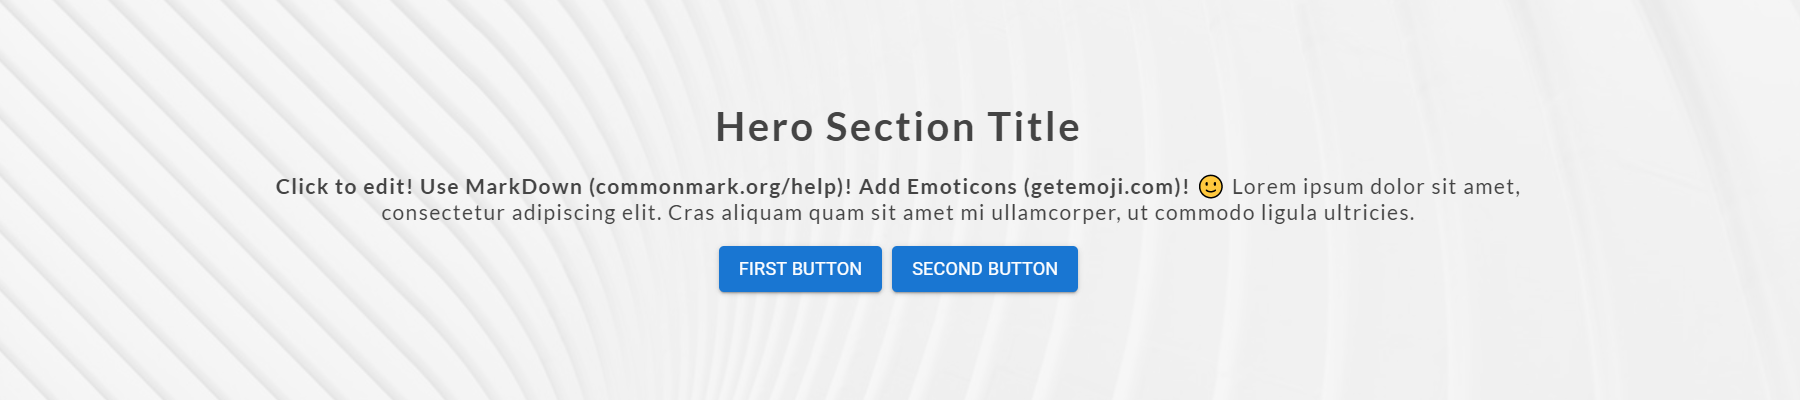 Hero Section Title
Click to edit! Use MarkDown (commonmark.org/help)! Add Emoticons (getemoji.com)! 🙂 Lorem ipsum dolor sit amet,
consectetur adipiscing elit. Cras aliquam quam sit amet mi ullamcorper, ut commodo ligula ultricies.
FIRST BUTTON SECOND BUTTON